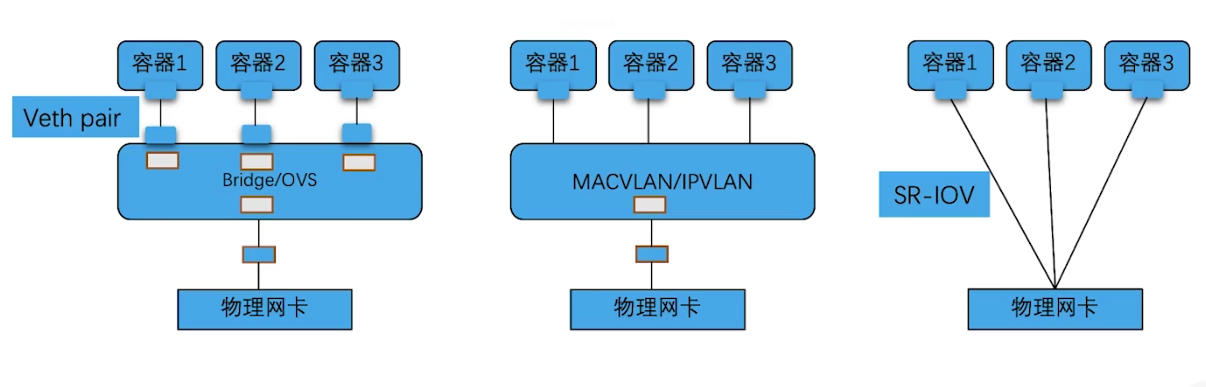 容器1
容器2
容器3
Veth pair
Bridge/OVS
物理网卡
容器1
容器2
容器3
MACVLAN/IPVLAN
物理网卡
容器1
容器2
容器3
SR-IOV
物理网卡